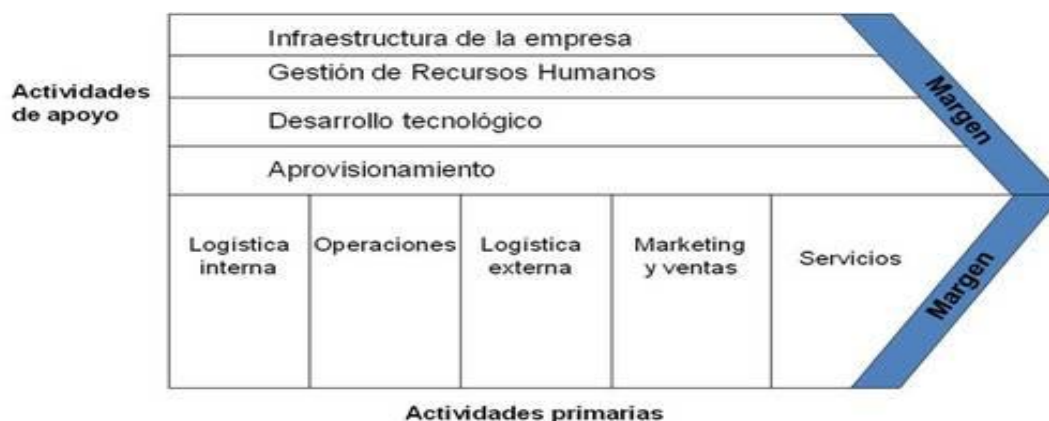 Infraestructura de la empresa
Gestión de Recursos Humanos
Desarrollo tecnológico
Aprovisionamiento
Actividades
de apoyo
Margen
Logística
interna
Operaciones
Logística
externa
Marketing
y ventas
Servicios
Margen
Actividades primarias